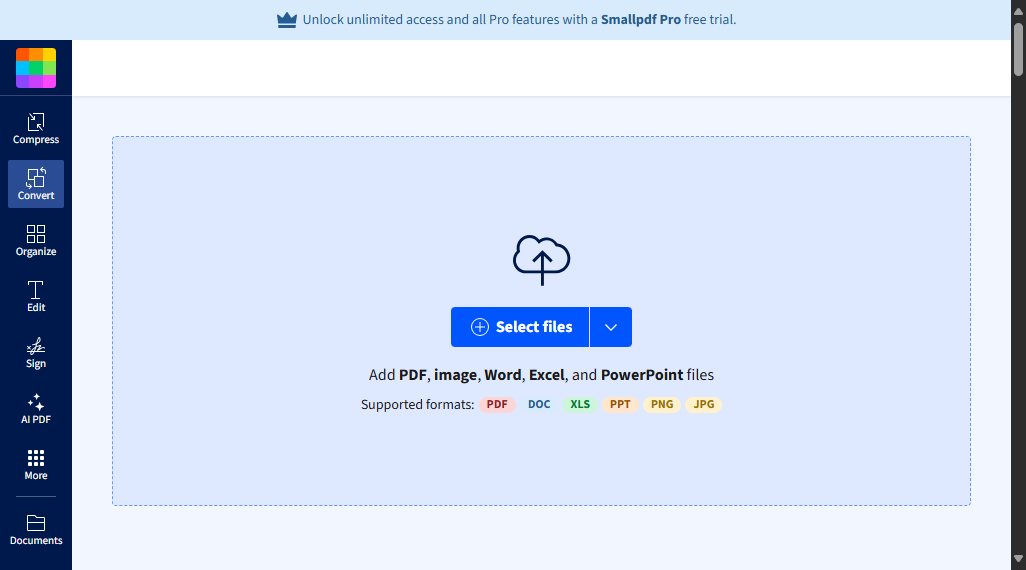 Unlock unlimited access and all Pro features with a Smallpdf Pro free trial.
Compress
Convert
Organize
Edit
Sign
AI PDF
More
Documents
Select files
Add PDF, image, Word, Excel, and PowerPoint files
Supported formats: PDF DOC XLS PPT PNG JPG